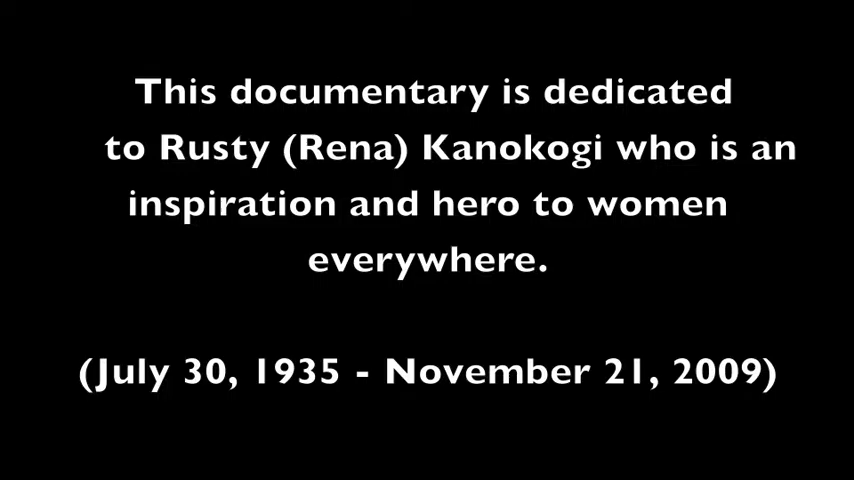 This documentary is dedicated
to Rusty (Rena) Kanokogi who is an
inspiration and hero to women
everywhere.
(July 30, 1935 - November 21, 2009)